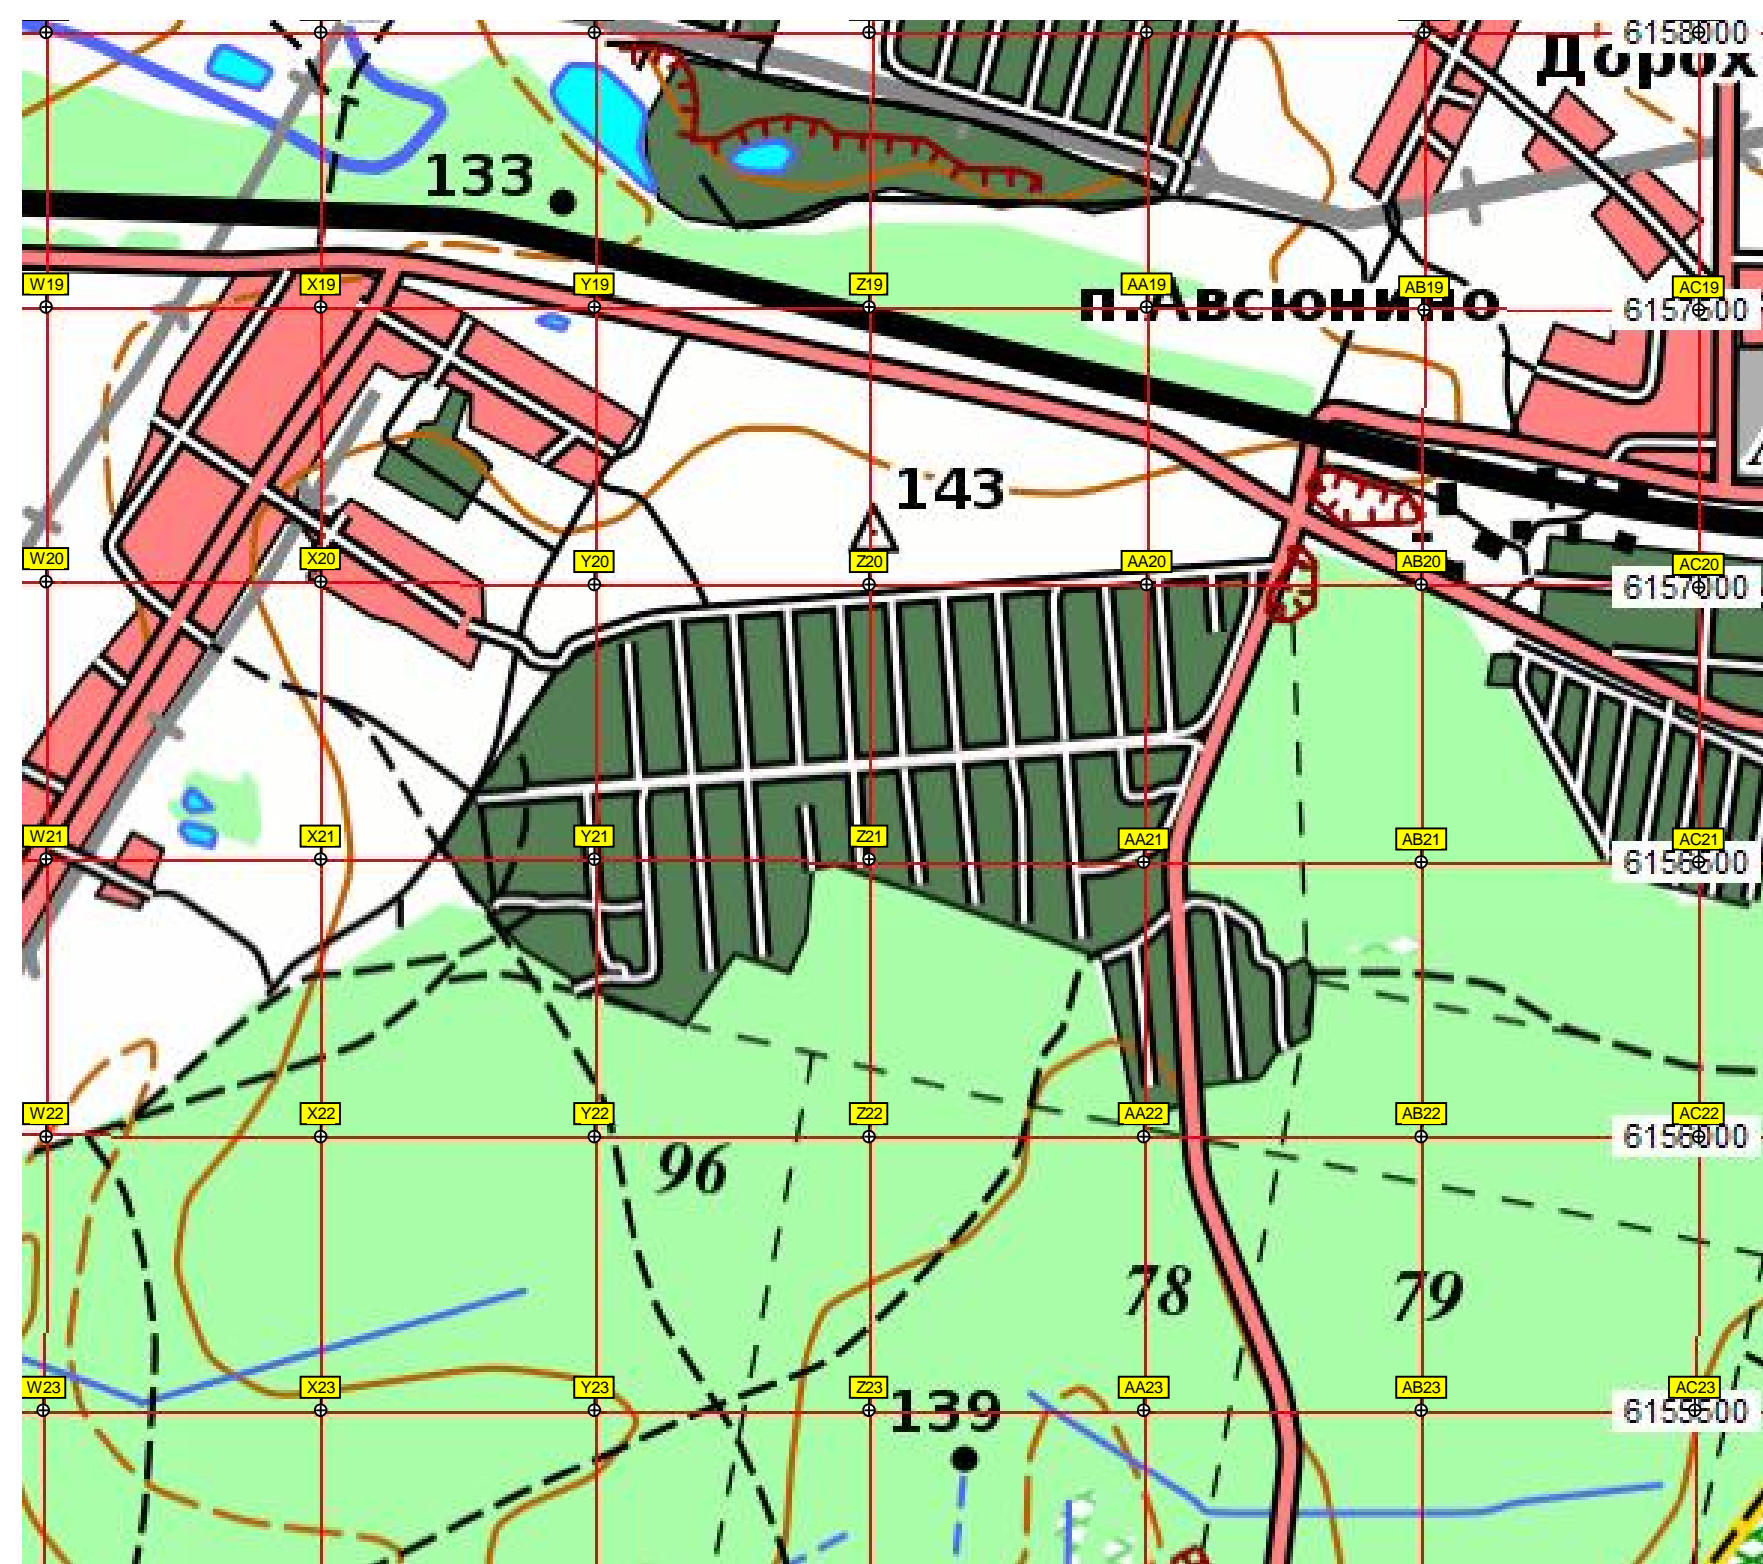 6158000
Дорох
133
W19 X19 Y19 Z19 AA19 AB19 AC19
п.Авсюнино
6157500
143
W20 X20 Y20 Z20 AA20 AB20 AC20
6157000
W21 X21 Y21 Z21 AA21 AB21 AC21
6156500
W22 X22 Y22 Z22 AA22 AB22 AC22
6156000
96
78 79
W23 X23 Y23 Z23 AA23 AB23 AC23
139
6155500